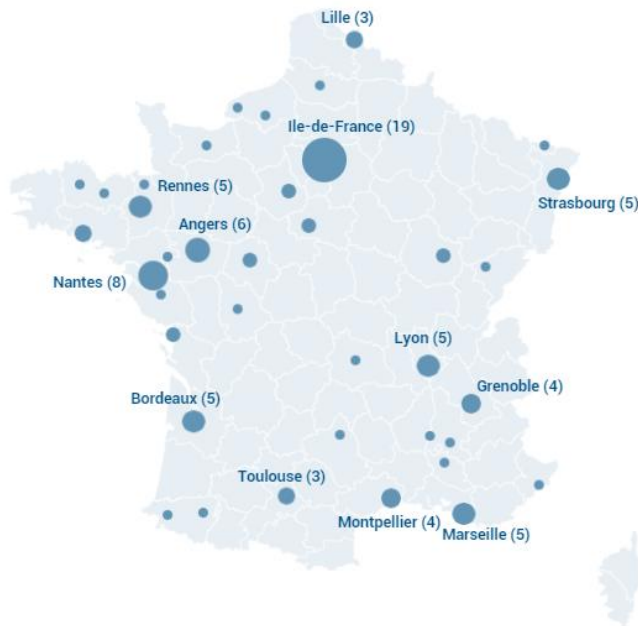 Lille (3)
Ile-de-France (19)
Rennes (5)
Strasbourg (5)
Angers (6)
Nantes (8)
Lyon (5)
Grenoble (4)
Bordeaux (5)
Toulouse (3)
Montpellier (4)
Marseille (5)